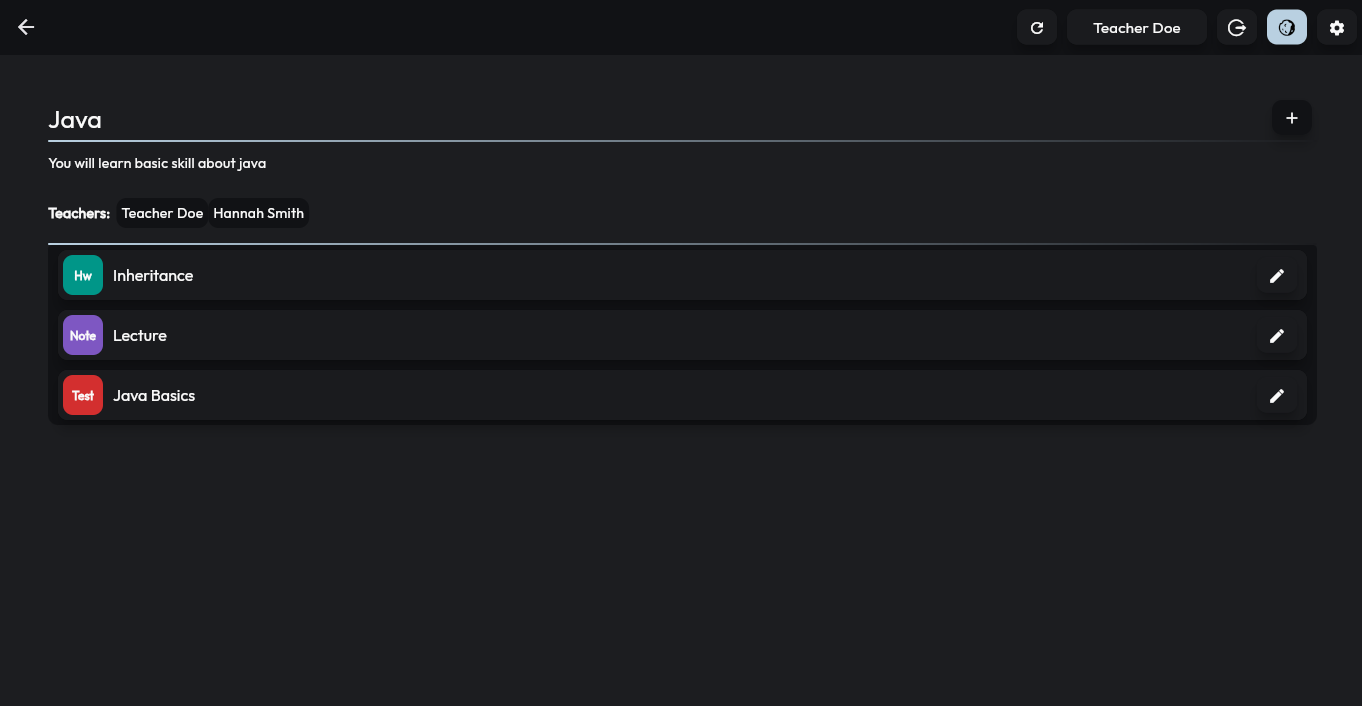 Teacher Doe
Java
You will learn basic skill about java
Teachers: Teacher Doe Hannah Smith
Hw Inheritance
Note Lecture
Test Java Basics